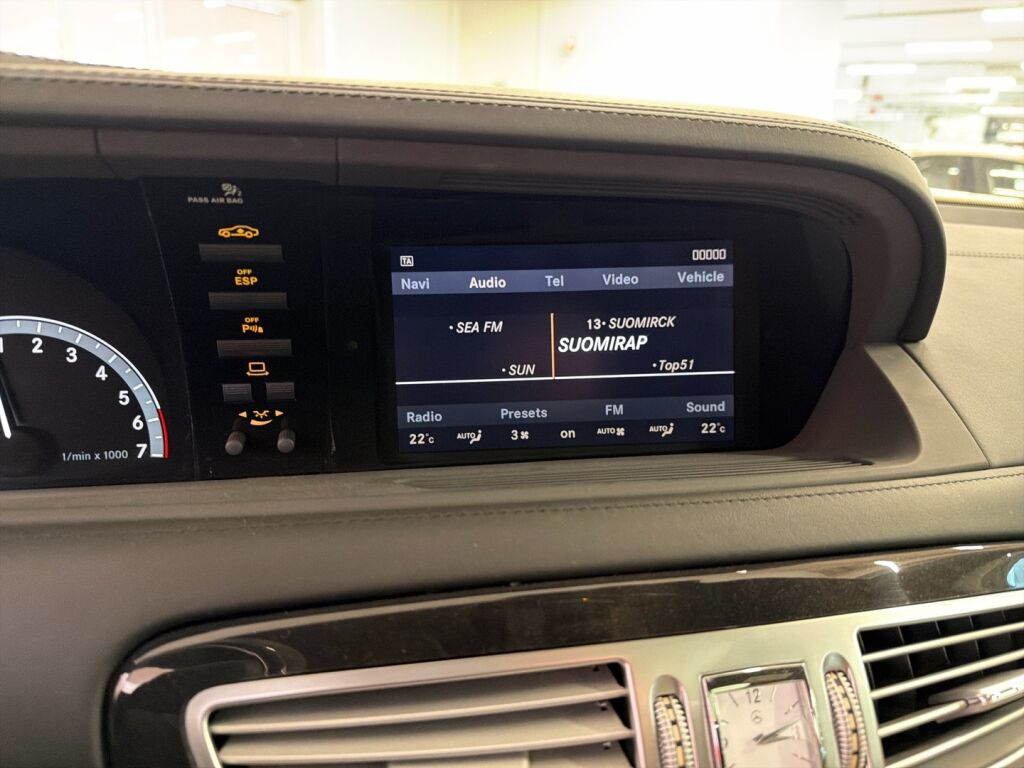 PASS AIR BAG
OFF
ESP
OFF
P
TA
00000
Navi Audio Tel Video Vehicle
• SEA FM
13• SUOMIRCK
SUOMIRAP
• SUN
• Top51
Radio Presets FM Sound
22°C AUTO 3 on AUTO AUTO 22°C
1 2 3 4 5 6 7
1/min x 1000
12